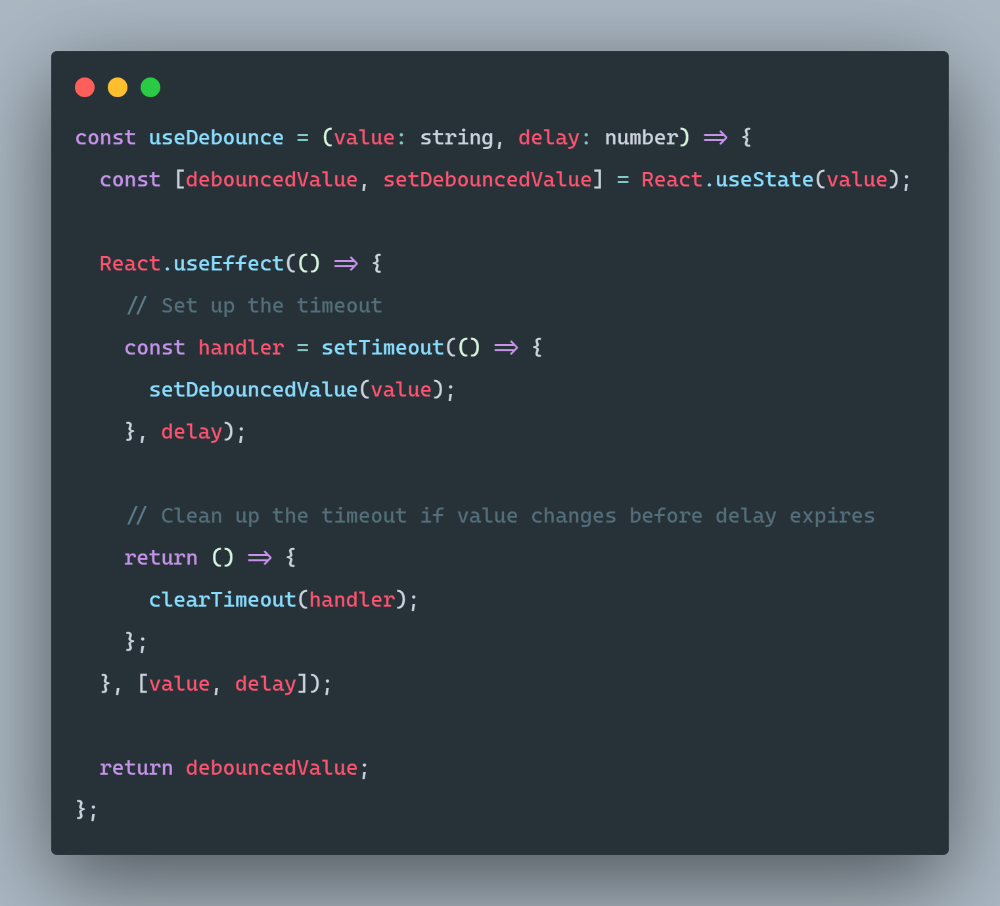 const useDebounce = (value: string, delay: number) => {
  const [debouncedValue, setDebouncedValue] = React.useState(value);

  React.useEffect(() => {
    // Set up the timeout
    const handler = setTimeout(() => {
      setDebouncedValue(value);
    }, delay);

    // Clean up the timeout if value changes before delay expires
    return () => {
      clearTimeout(handler);
    };
  }, [value, delay]);

  return debouncedValue;
};